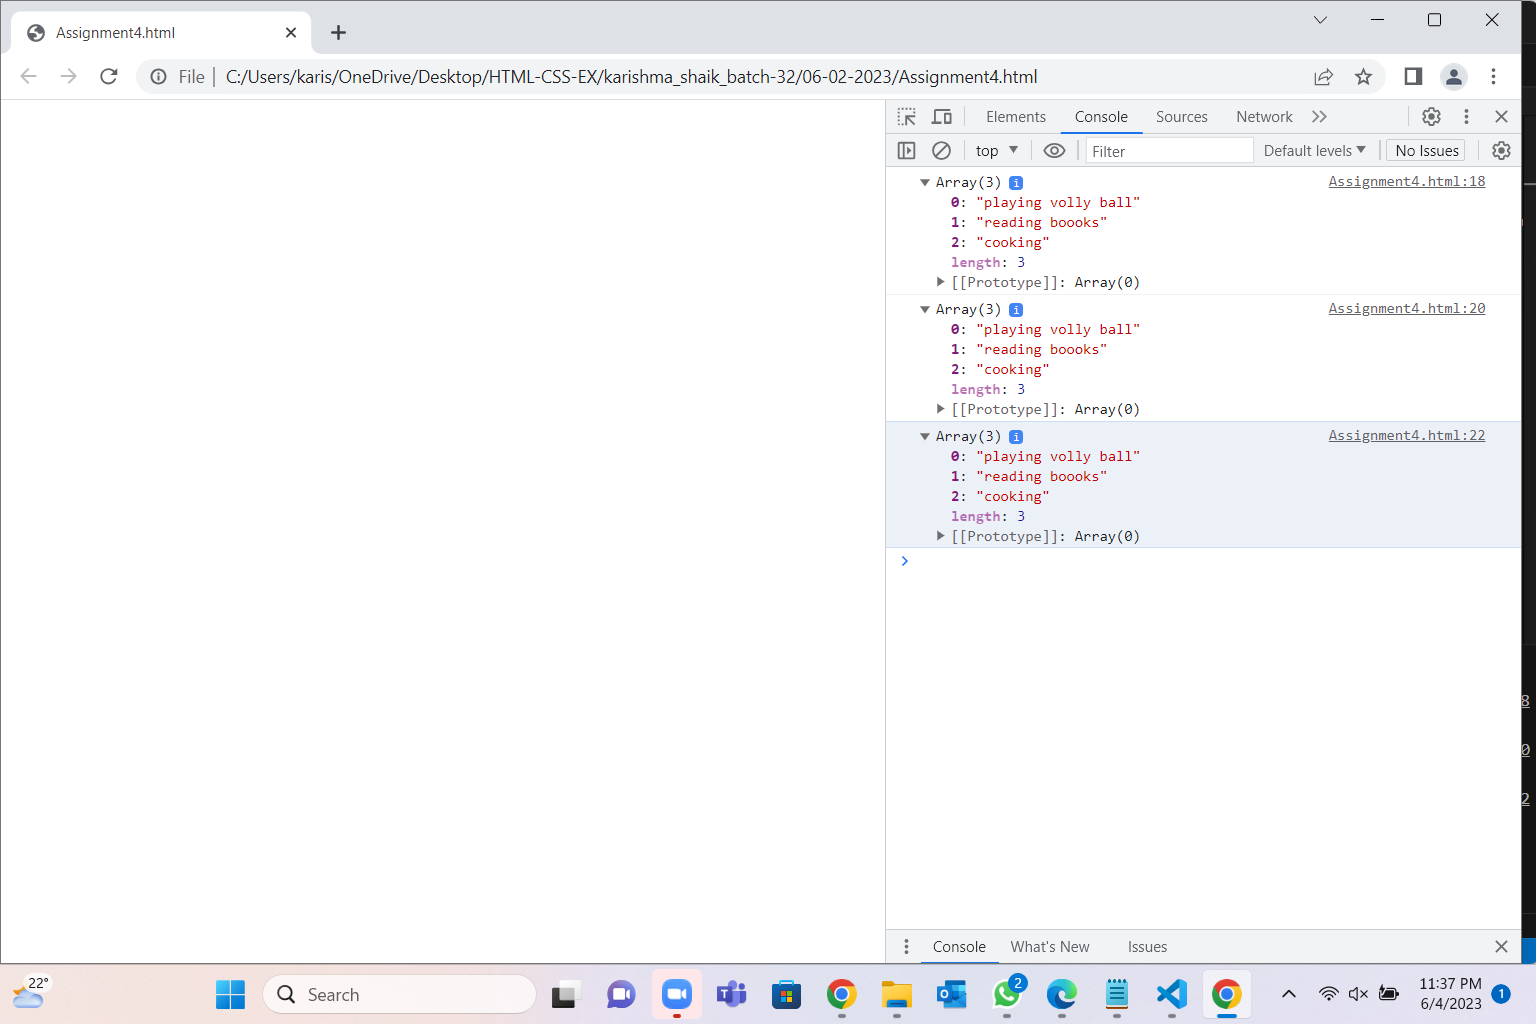 Assignment4.html
File | C:/Users/karis/OneDrive/Desktop/HTML-CSS-EX/karishma_shaik_batch-32/06-02-2023/Assignment4.html
Elements Console Sources Network
top Filter Default levels No Issues
Array(3) i Assignment4.html:18
0: "playing volly ball"
1: "reading boooks"
2: "cooking"
length: 3
[[Prototype]]: Array(0)
Array(3) i Assignment4.html:20
0: "playing volly ball"
1: "reading boooks"
2: "cooking"
length: 3
[[Prototype]]: Array(0)
Array(3) i Assignment4.html:22
0: "playing volly ball"
1: "reading boooks"
2: "cooking"
length: 3
[[Prototype]]: Array(0)
8
0
2
Console What's New Issues
22°
Search
2
11:37 PM
6/4/2023
1